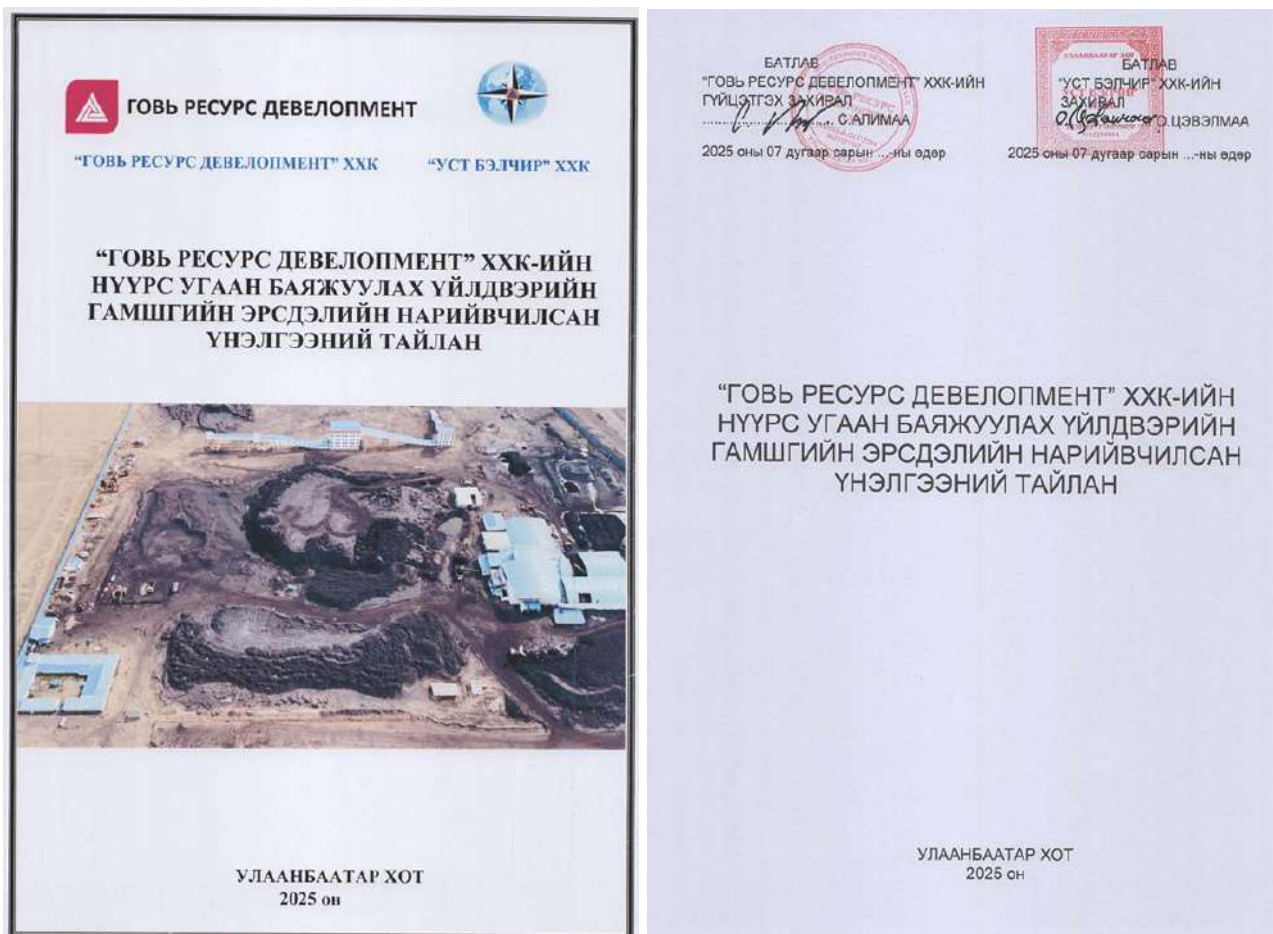 ГОВЬ РЕСУРС ДЕВЕЛОПМЕНТ
“ГОВЬ РЕСУРС ДЕВЕЛОПМЕНТ” ХХК
“УСТ БЭЛЧИР” ХХК
“ГОВЬ РЕСУРС ДЕВЕЛОПМЕНТ” ХХК-ИЙН
НҮҮРС УГААН БАЯЖУУЛАХ ҮЙЛДВЭРИЙН
ГАМШГИЙН ЭРСДЭЛИЙН НАРИЙВЧИЛСАН
ҮНЭЛГЭЭНИЙ ТАЙЛАН
УЛААНБААТАР ХОТ
2025 он
БАТЛАВ
“ГОВЬ РЕСУРС ДЕВЕЛОПМЕНТ” ХХК-ИЙН
ГҮЙЦЭТГЭХ ЗАХИРАЛ
С.АЛИМАА
2025 оны 07 дугаар сарын ...-ны өдөр
УЛААНБААТАР ХОТ
БАТЛАВ
“УСТ БЭЛЧИР” ХХК-ИЙН
ЗАХИРАЛ
О.ЦЭВЭЛМАА
2025 оны 07 дугаар сарын ...-ны өдөр
“ГОВЬ РЕСУРС ДЕВЕЛОПМЕНТ” ХХК-ИЙН
НҮҮРС УГААН БАЯЖУУЛАХ ҮЙЛДВЭРИЙН
ГАМШГИЙН ЭРСДЭЛИЙН НАРИЙВЧИЛСАН
ҮНЭЛГЭЭНИЙ ТАЙЛАН
УЛААНБААТАР ХОТ
2025 он